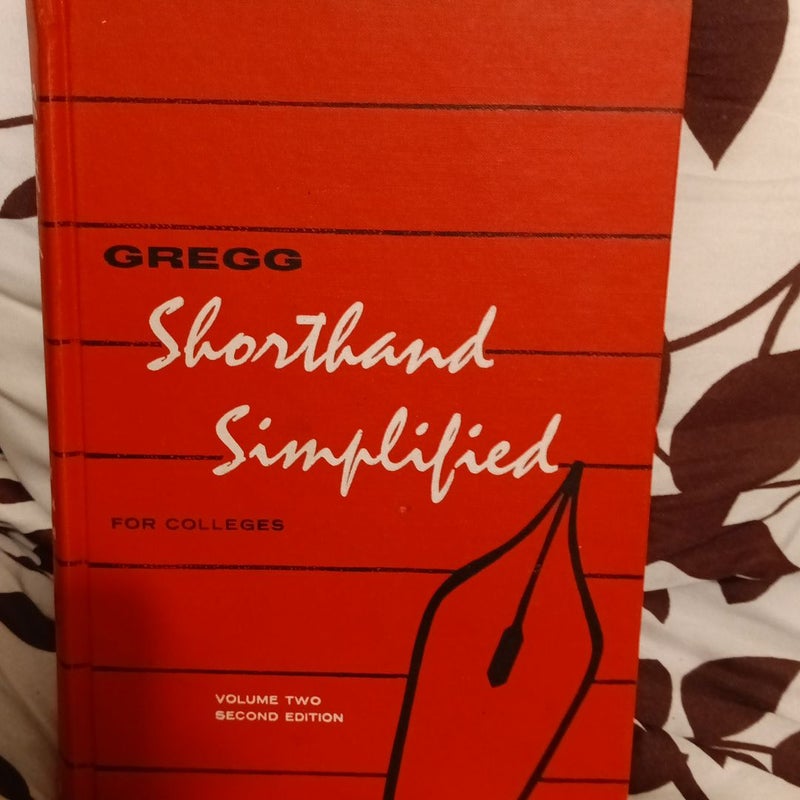 GREGG
Shorthand
Simplified
FOR COLLEGES
VOLUME TWO
SECOND EDITION